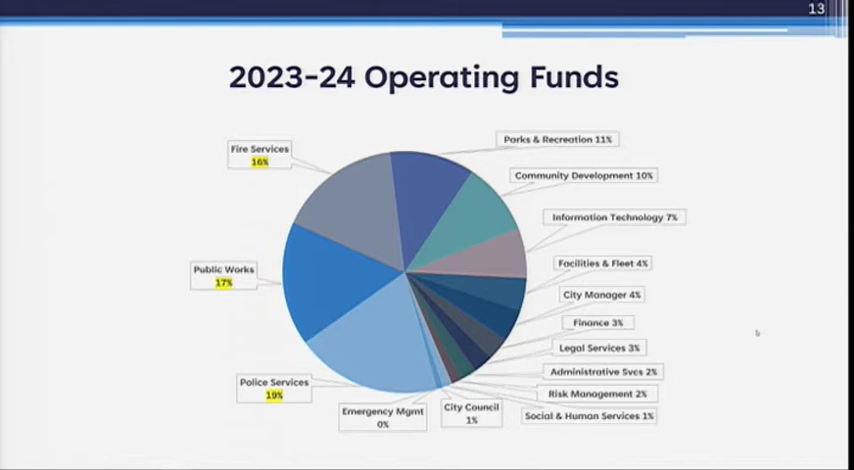 13
2023-24 Operating Funds
Fire Services
16%
Parks & Recreation 11%
Community Development 10%
Information Technology 7%
Public Works
17%
Facilities & Fleet 4%
City Manager 4%
Finance 3%
Legal Services 3%
Administrative Svcs 2%
Police Services
19%
Risk Management 2%
Emergency Mgmt
0%
City Council
1%
Social & Human Services 1%